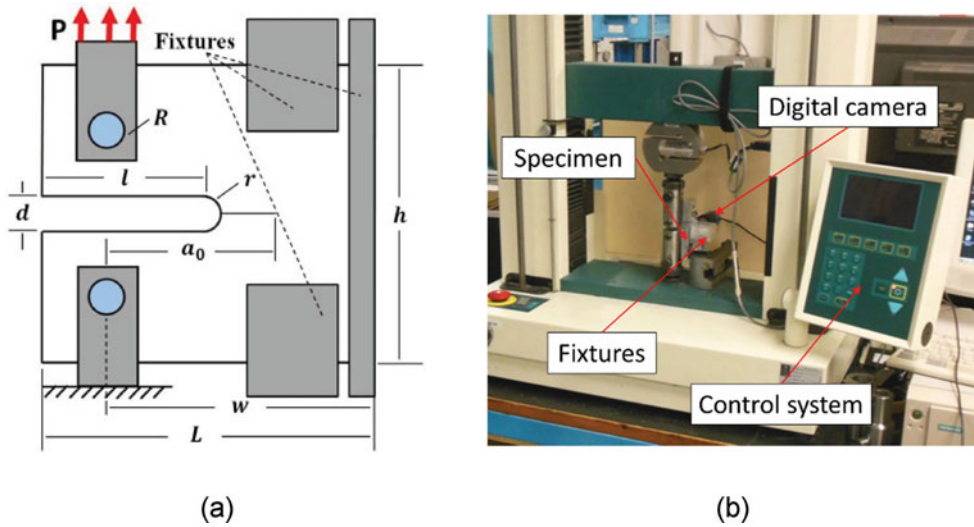 P
Fixtures
R
l
r
d
h
a₀
w
L
Digital camera
Specimen
Fixtures
Control system
(a)
(b)